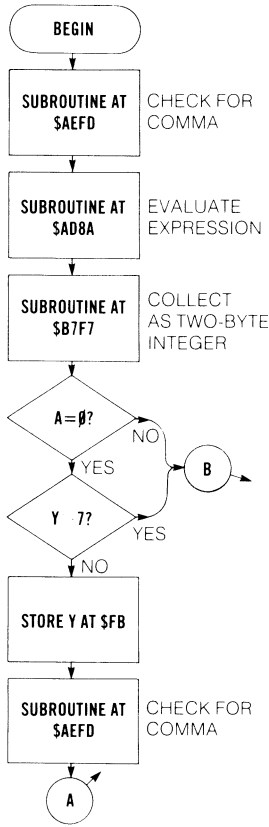 BEGIN
SUBROUTINE AT
$AEFD
CHECK FOR
COMMA
SUBROUTINE AT
$AD8A
EVALUATE
EXPRESSION
SUBROUTINE AT
$B7F7
COLLECT
AS TWO-BYTE
INTEGER
A=Ø?
NO
YES
B
Y 7?
YES
NO
STORE Y AT $FB
SUBROUTINE AT
$AEFD
CHECK FOR
COMMA
A